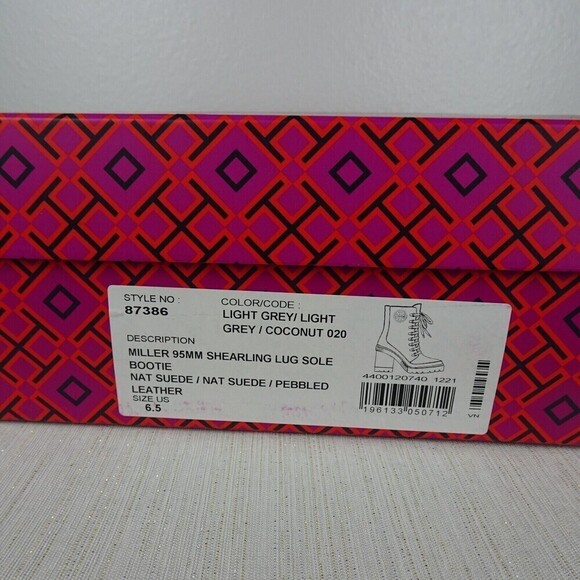 STYLE NO :
87386
COLOR/CODE :
LIGHT GREY/ LIGHT
GREY / COCONUT 020
DESCRIPTION
MILLER 95MM SHEARLING LUG SOLE
BOOTIE
NAT SUEDE / NAT SUEDE / PEBBLED
LEATHER
SIZE US
6.5
4400120740 1221
196133 050712
VN